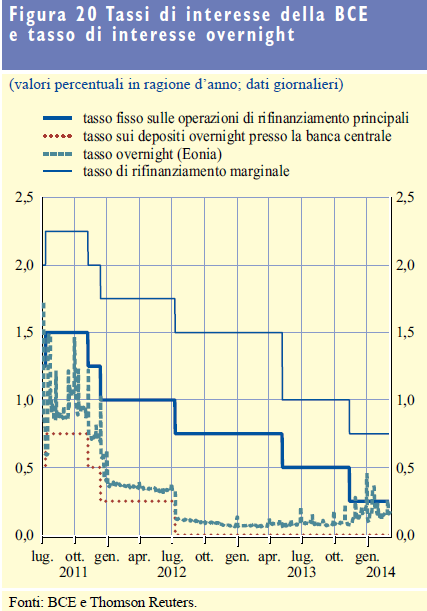 Figura 20 Tassi di interesse della BCE
e tasso di interesse overnight
(valori percentuali in ragione d'anno; dati giornalieri)
tasso fisso sulle operazioni di rifinanziamento principali
tasso sui depositi overnight presso la banca centrale
tasso overnight (Eonia)
tasso di rifinanziamento marginale
2,5 2,5
2,0 2,0
1,5 1,5
1,0 1,0
0,5 0,5
0,0 0,0
lug. ott. gen. apr. lug. ott. gen. apr. lug. ott. gen.
2011 2012 2013 2014
Fonti: BCE e Thomson Reuters.